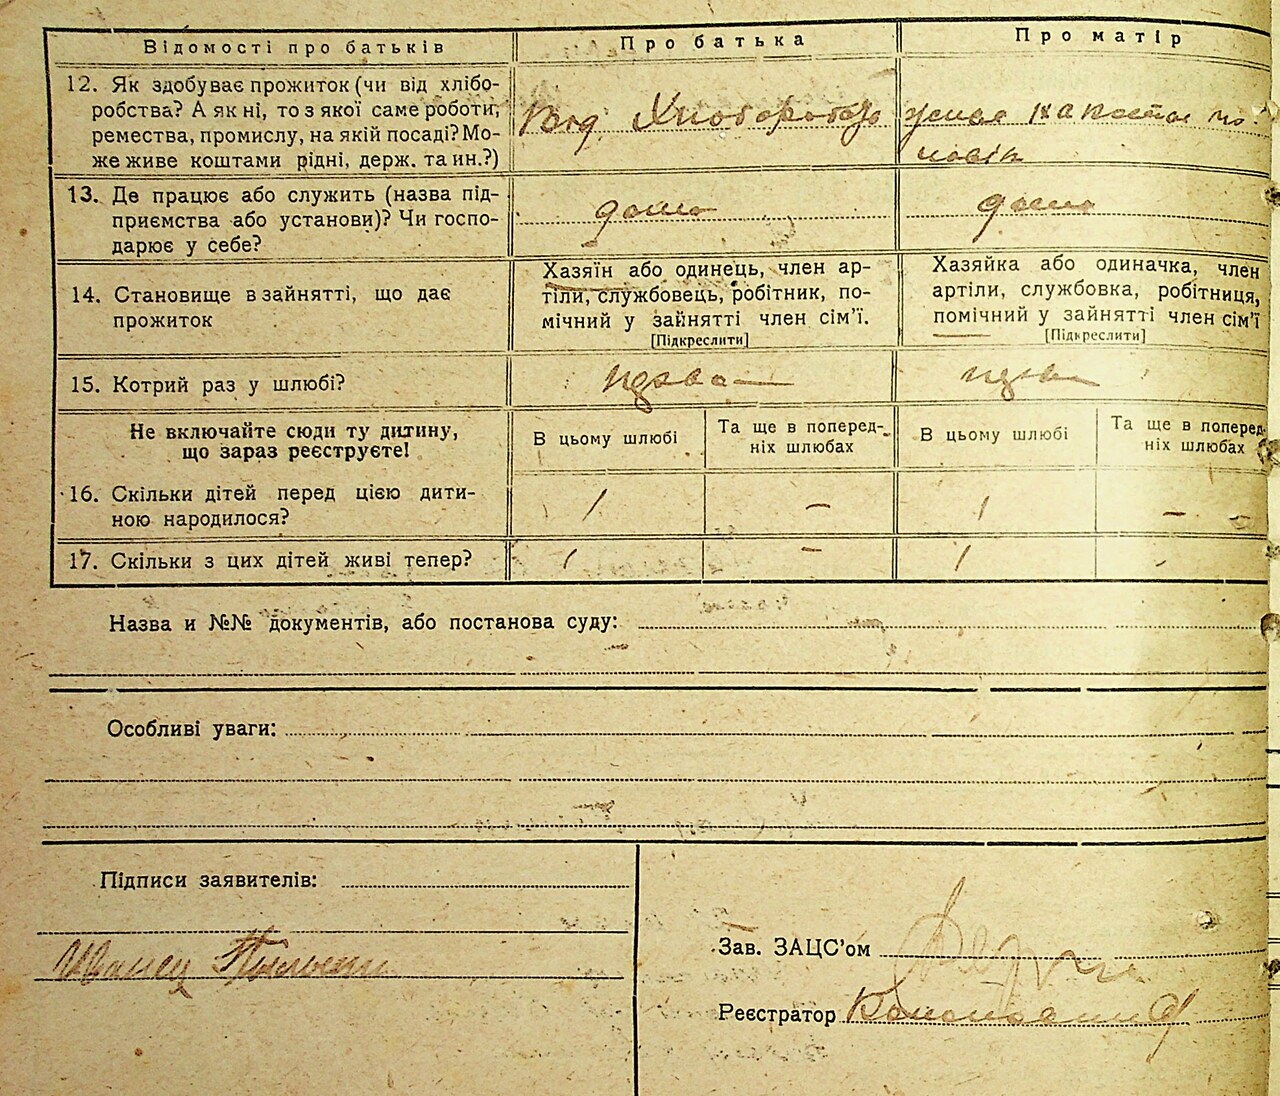 Відомості про батьків
Про батька
Про матір
12. Як здобуває прожиток (чи від хлібо-
робства? А як ні, то з якої саме роботи,
ремества, промислу, на якій посаді? Мо-
же живе коштами рідні, держ. та ин.?)
Від Хлібороб
живе на
13. Де працює або служить (назва під-
приємства або установи)? Чи госпо-
дарює у себе?
дома
дома
14. Становище в зайнятті, що дає
прожиток
Хазяїн або одинець, член ар-
тіли, службовець, робітник, по-
мічний у зайнятті член сім’ї.
[Підкреслити]
Хазяйка або одиначка, член
артіли, службовка, робітниця,
помічний у зайнятті член сім’ї
[Підкреслити]
15. Котрий раз у шлюбі?
Не включайте сюди ту дитину,
що зараз реєструєте!
В цьому шлюбі
Та ще в поперед-
ніх шлюбах
В цьому шлюбі
Та ще в поперед-
ніх шлюбах
16. Скільки дітей перед цією дити-
ною народилося?
1
–
1
–
17. Скільки з цих дітей живі тепер?
1
–
1
Назва и №№ документів, або постанова суду:
Особливі уваги:
Підписи заявителів:
Зав. ЗАЦС’ом
Реєстратор